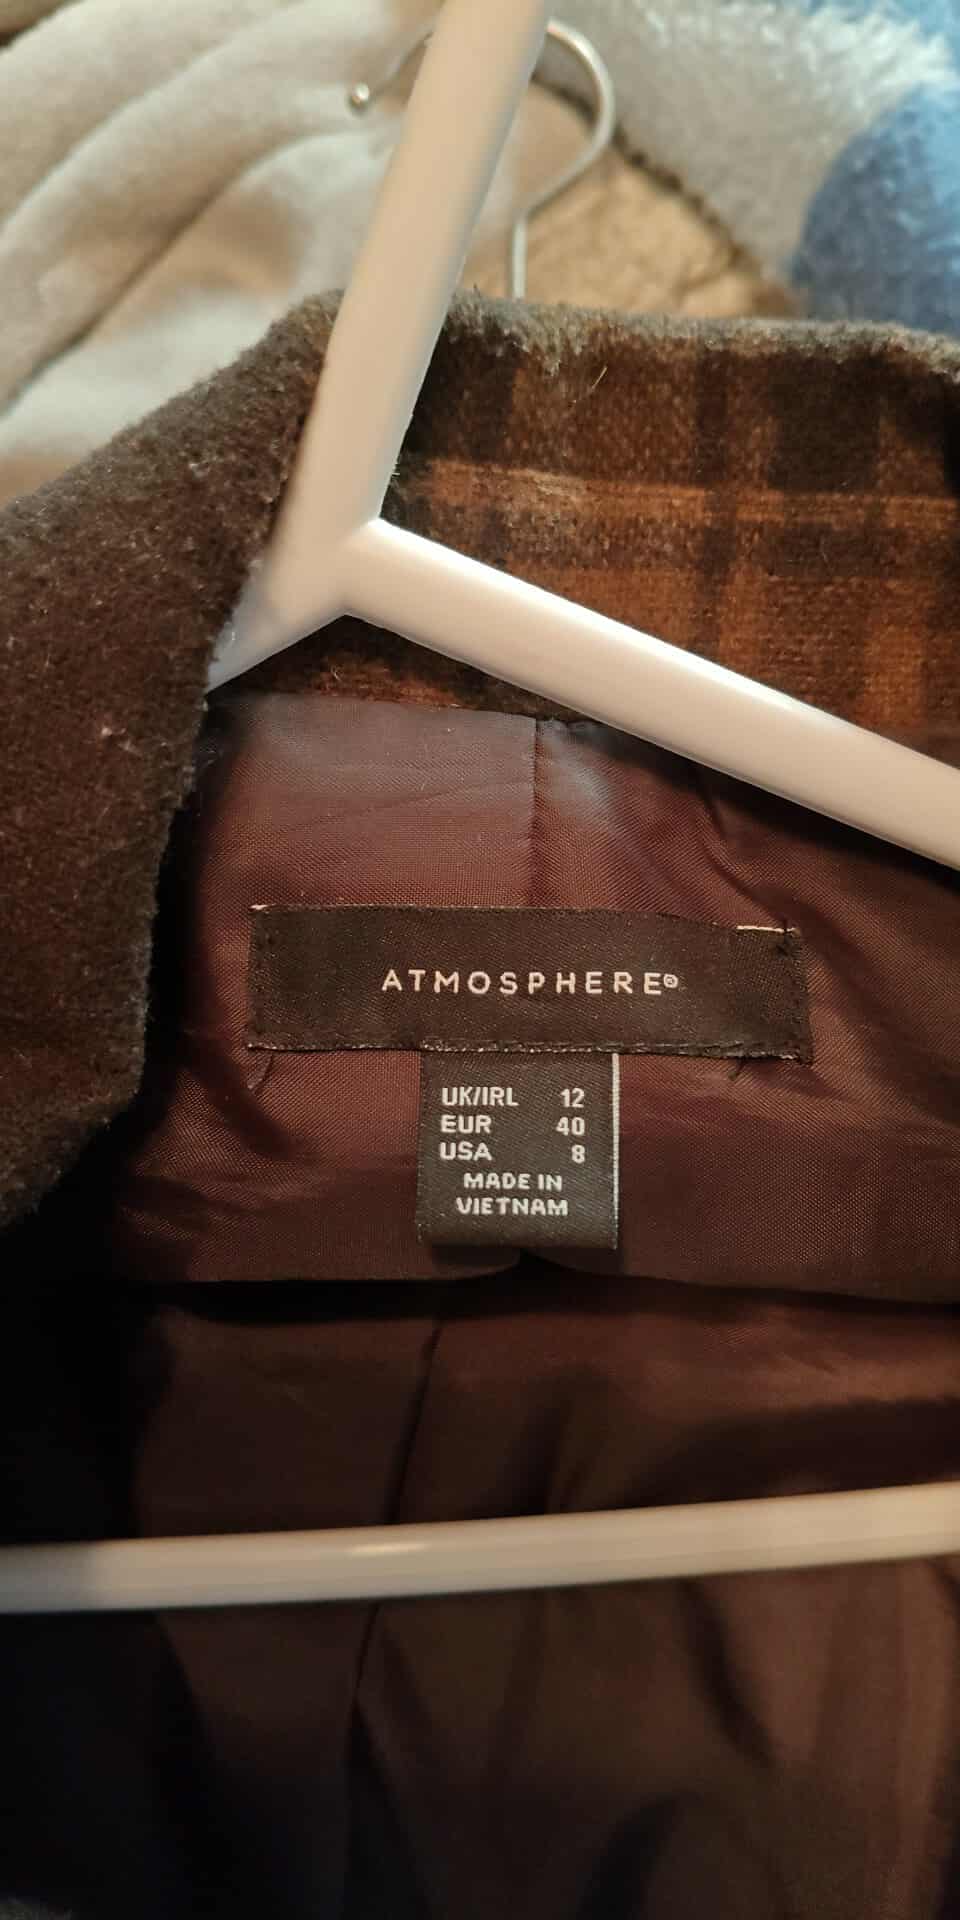 ATMOSPHERE®
UK/IRL 12
EUR 40
USA 8
MADE IN
VIETNAM